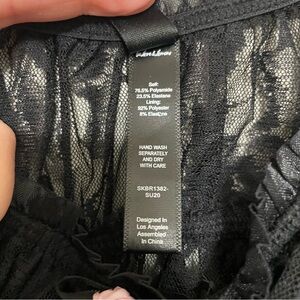 Self:
76.5% Polyamide
23.5% Elastane
Lining:
92% Polyester
8% Elastane
HAND WASH
SEPARATELY
AND DRY
WITH CARE
SKBR1382-
SU20
Designed In
Los Angeles
Assembled
In China